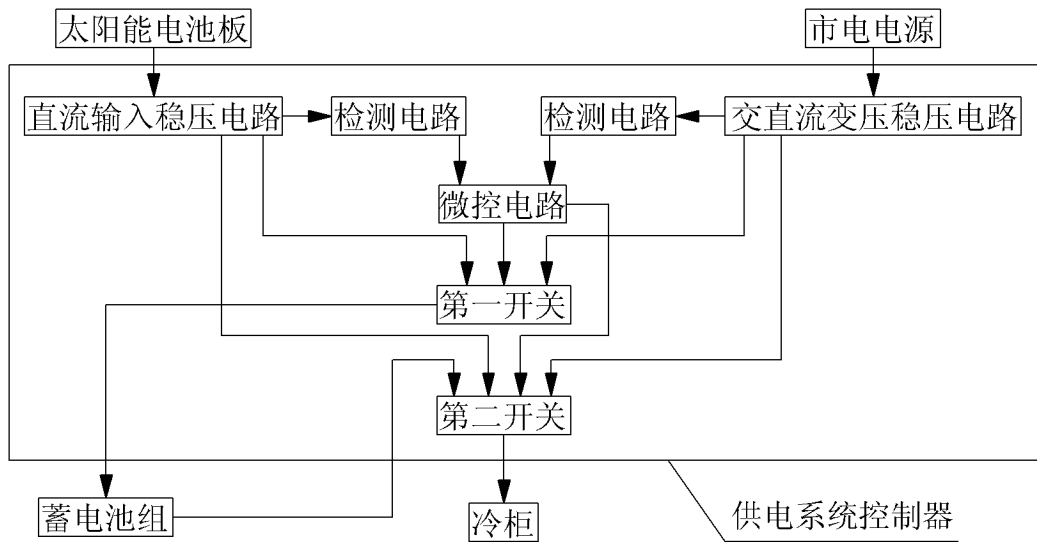 太阳能电池板
市电电源
直流输入稳压电路
检测电路
检测电路
交直流变压稳压电路
微控电路
第一开关
第二开关
蓄电池组
冷柜
供电系统控制器